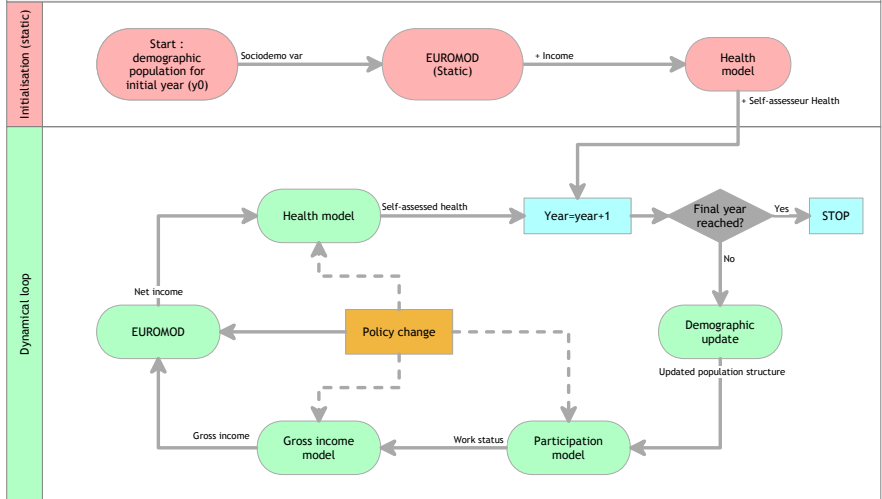 Initialisation (static)
Start :
demographic
population for
initial year (y0)
Sociodemo var
EUROMOD
(Static)
+ Income
Health
model
+ Self-assesseur Health
Dynamical loop
Health model
Self-assessed health
Year=year+1
Final year
reached?
Yes
STOP
No
Net income
EUROMOD
Policy change
Demographic
update
Updated population structure
Gross income
Gross income
model
Work status
Participation
model